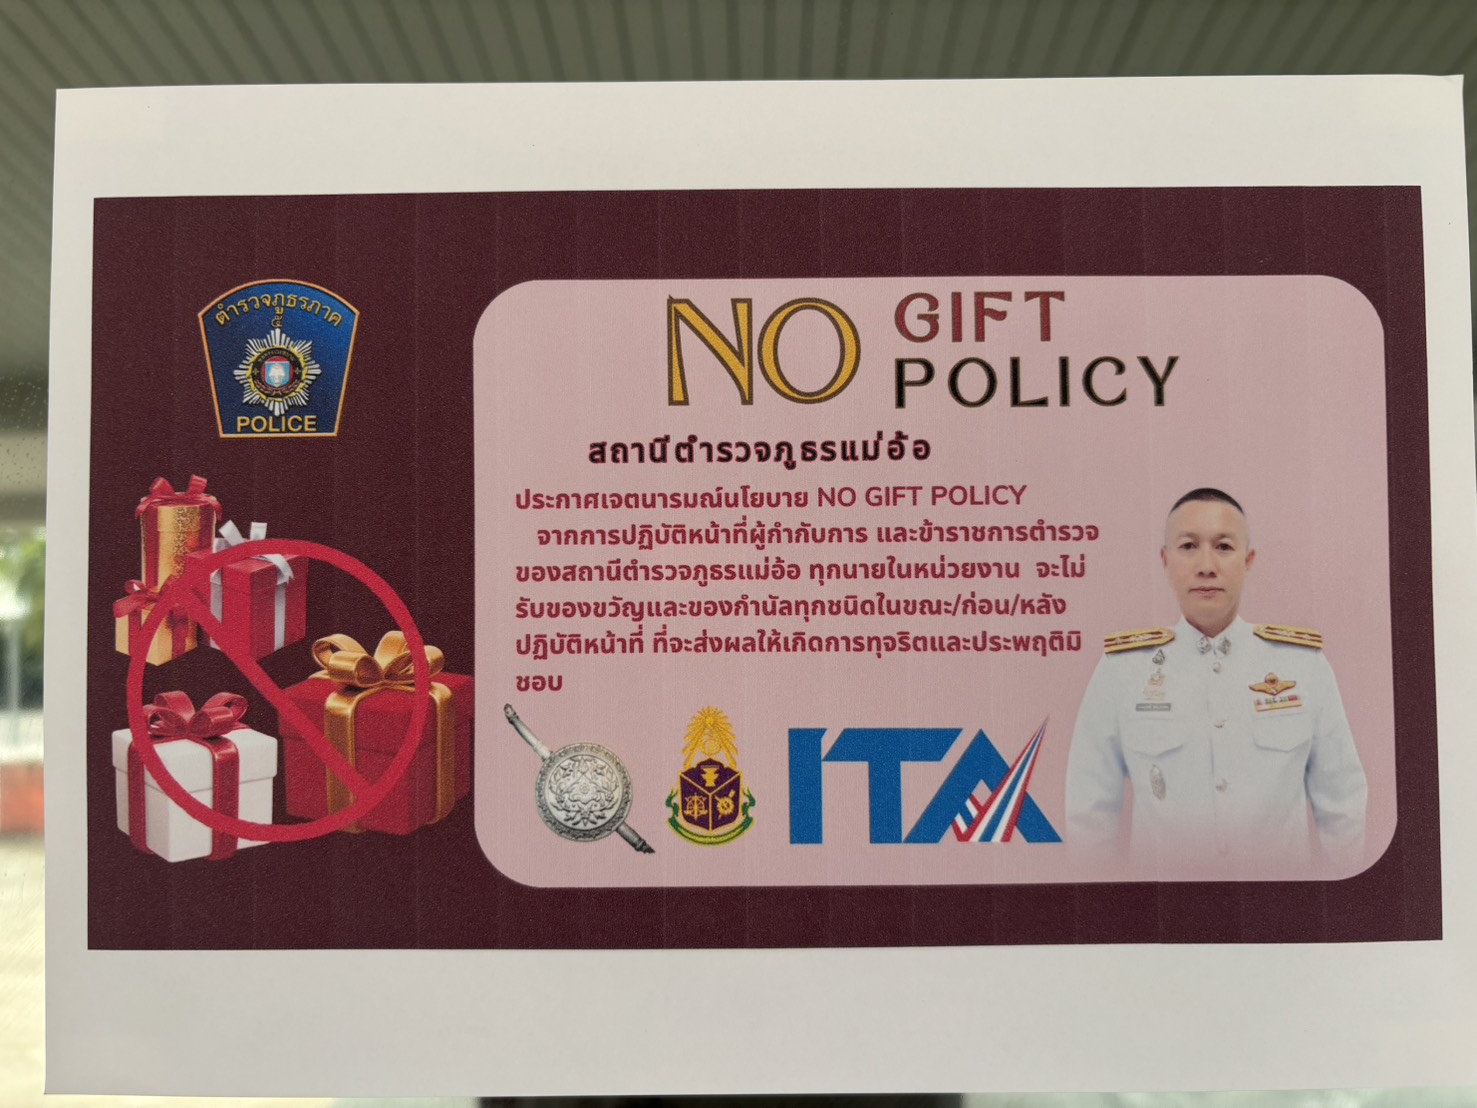 ตำรวจภูธรภาค
๕
POLICE
NO GIFT
POLICY
สถานีตำรวจภูธรแม่อ้อ
ประกาศเจตนารมณ์นโยบาย NO GIFT POLICY
จากการปฏิบัติหน้าที่ผู้กำกับการ และข้าราชการตำรวจ
ของสถานีตำรวจภูธรแม่อ้อ ทุกนายในหน่วยงาน จะไม่
รับของขวัญและของกำนัลทุกชนิดในขณะ/ก่อน/หลัง
ปฏิบัติหน้าที่ ที่จะส่งผลให้เกิดการทุจริตและประพฤติมิ
ชอบ
ITA